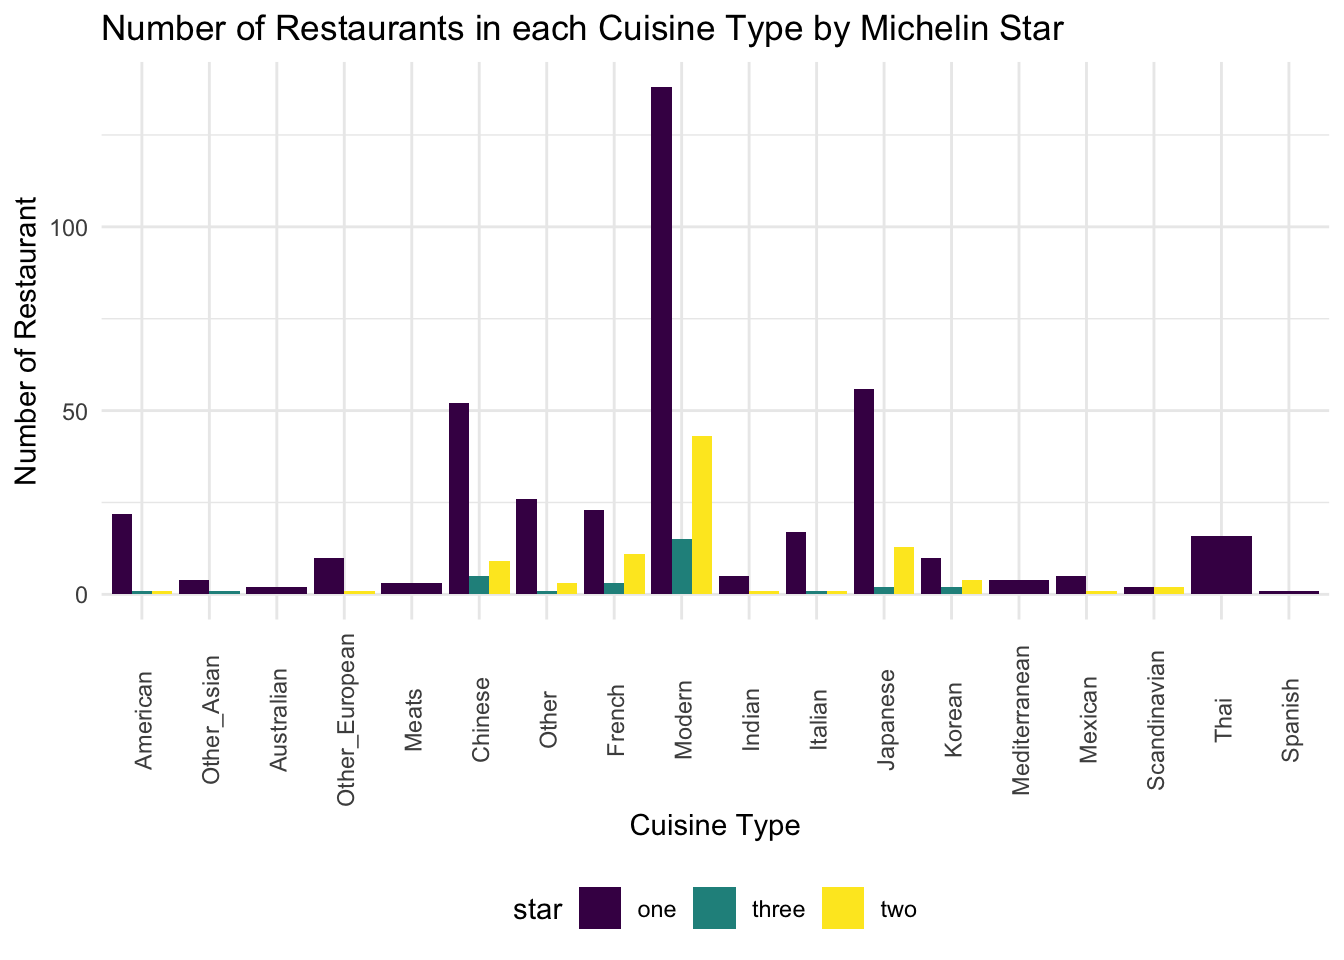 Number of Restaurants in each Cuisine Type by Michelin Star
Number of Restaurant
100
50
0
American
Other_Asian
Australian
Other_European
Meats
Chinese
Other
French
Modern
Indian
Italian
Japanese
Korean
Mediterranean
Mexican
Scandinavian
Thai
Spanish
Cuisine Type
star one three two